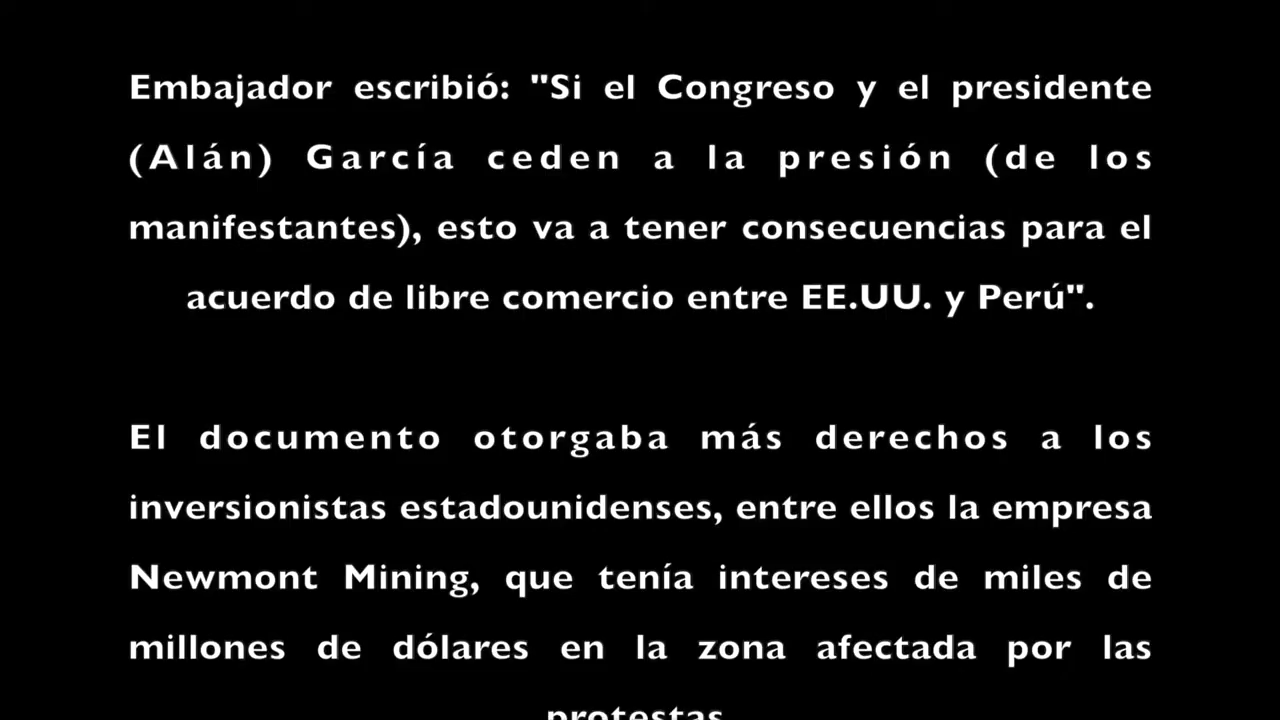 Embajador escribió: "Si el Congreso y el presidente
(Alán) García ceden a la presión (de los
manifestantes), esto va a tener consecuencias para el
acuerdo de libre comercio entre EE.UU. y Perú".
El documento otorgaba más derechos a los
inversionistas estadounidenses, entre ellos la empresa
Newmont Mining, que tenía intereses de miles de
millones de dólares en la zona afectada por las
protestas.